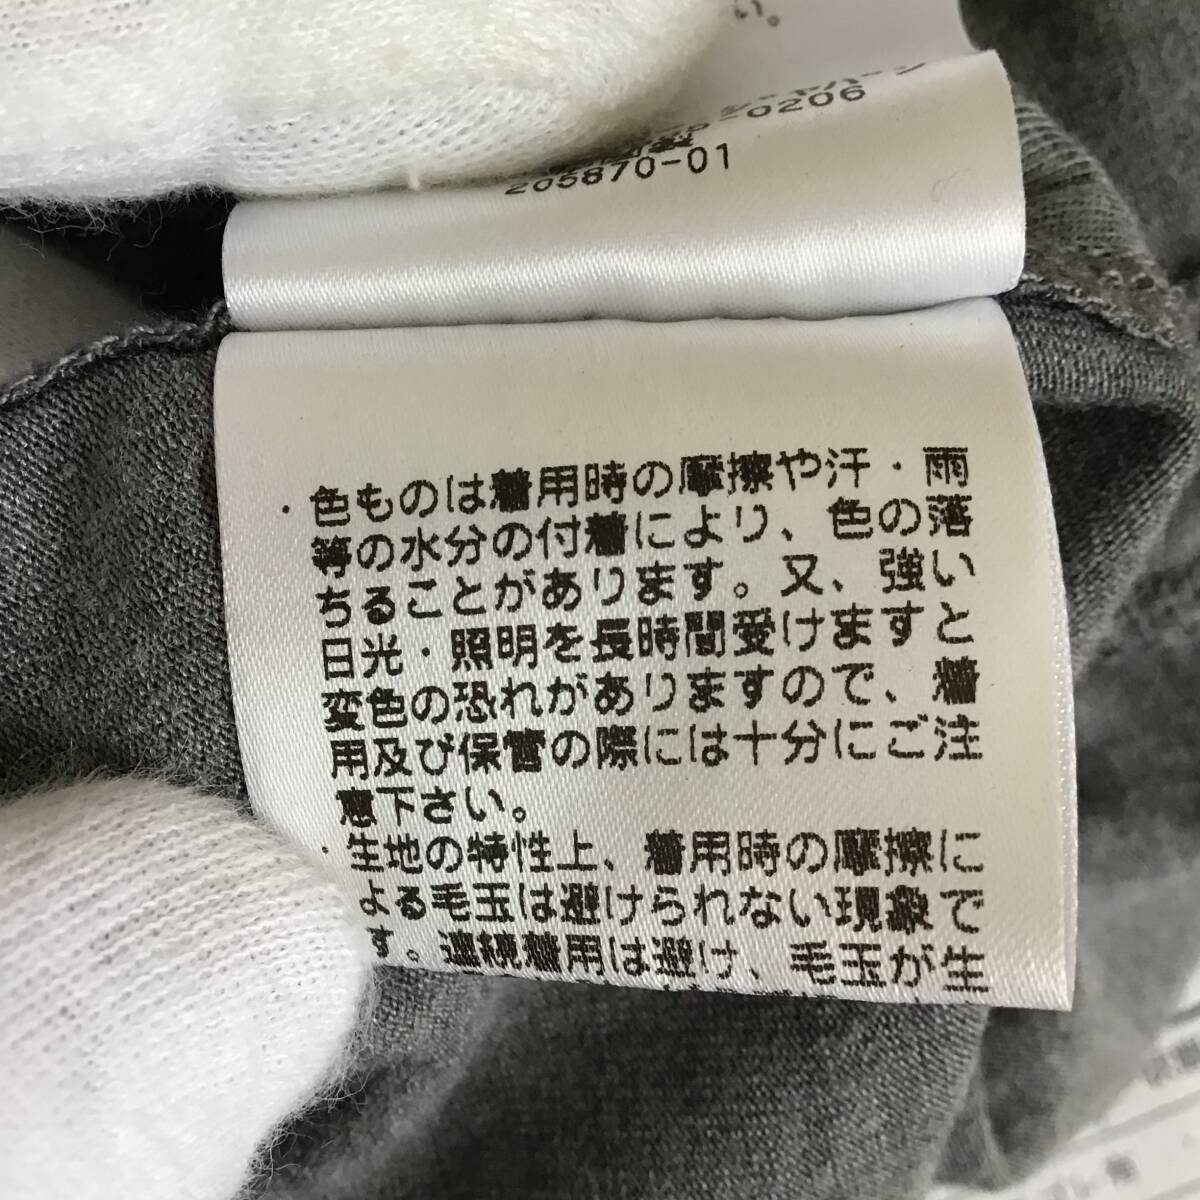 い。
-0206
205870-01
・色ものは着用時の摩擦や汗・雨
等の水分の付着により、色の落
ちることがあります。又、強い
日光・照明を長時間受けますと
変色の恐れがありますので、着
用及び保管の際には十分にご注
意下さい。
・生地の特性上、着用時の摩擦に
よる毛玉は避けられない現象で
す。連続着用は避け、毛玉が生